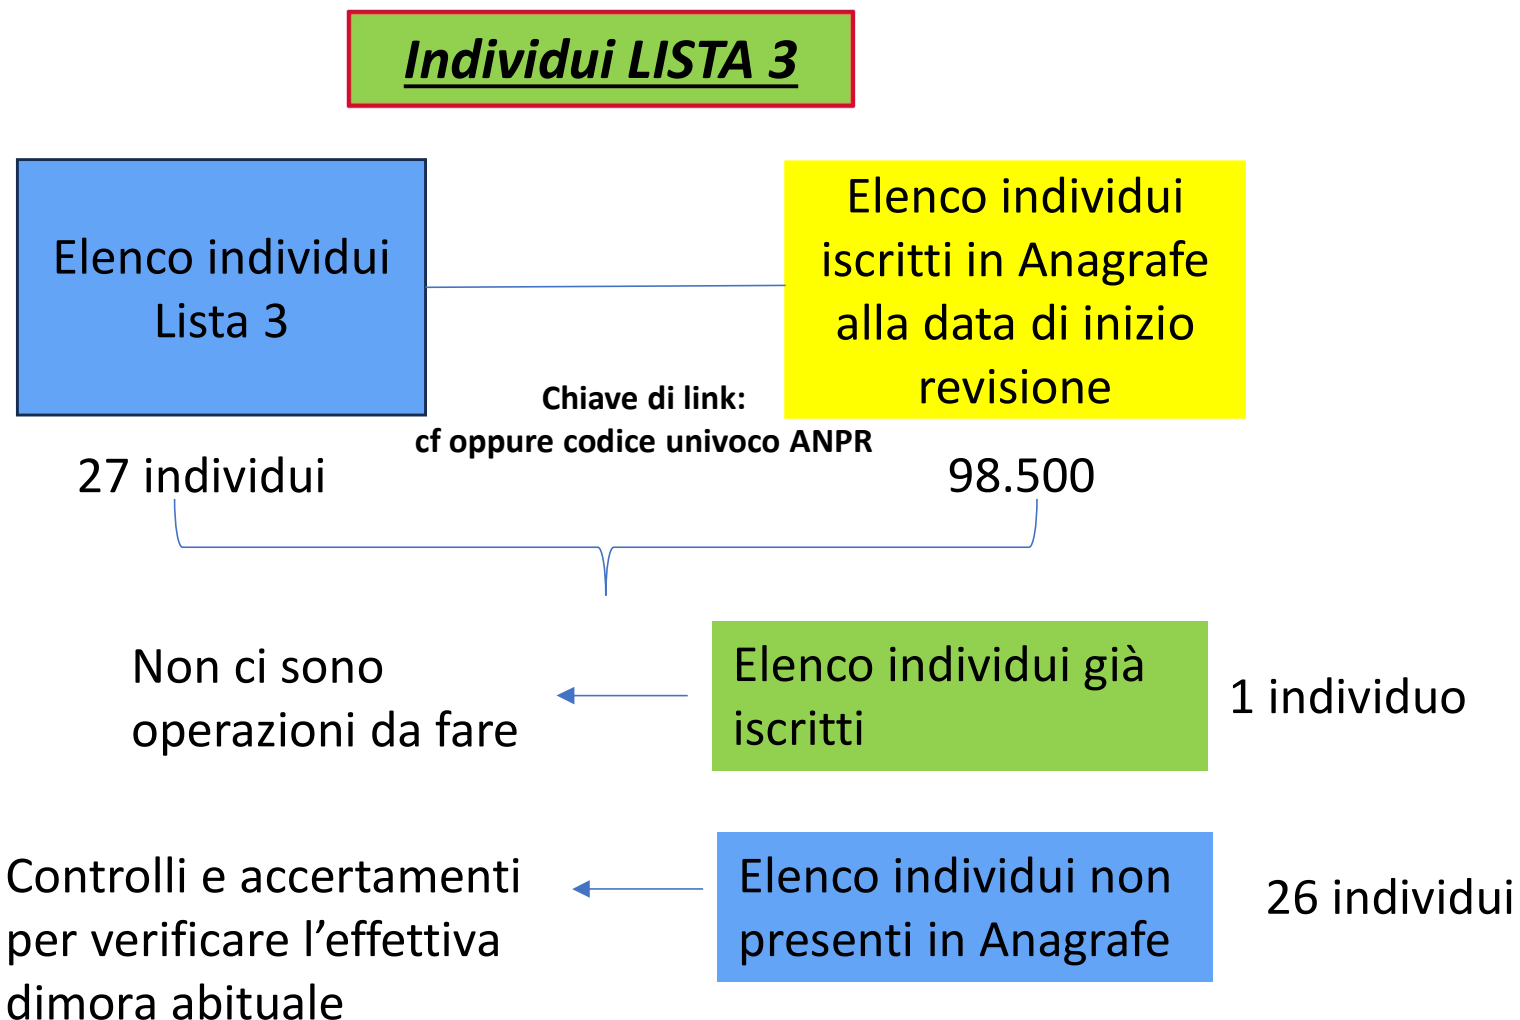 Individui LISTA 3
Elenco individui
Lista 3
Elenco individui
iscritti in Anagrafe
alla data di inizio
revisione
Chiave di link:
cf oppure codice univoco ANPR
27 individui
98.500
Non ci sono
operazioni da fare
Elenco individui già
iscritti
1 individuo
Controlli e accertamenti
per verificare l’effettiva
dimora abituale
Elenco individui non
presenti in Anagrafe
26 individui